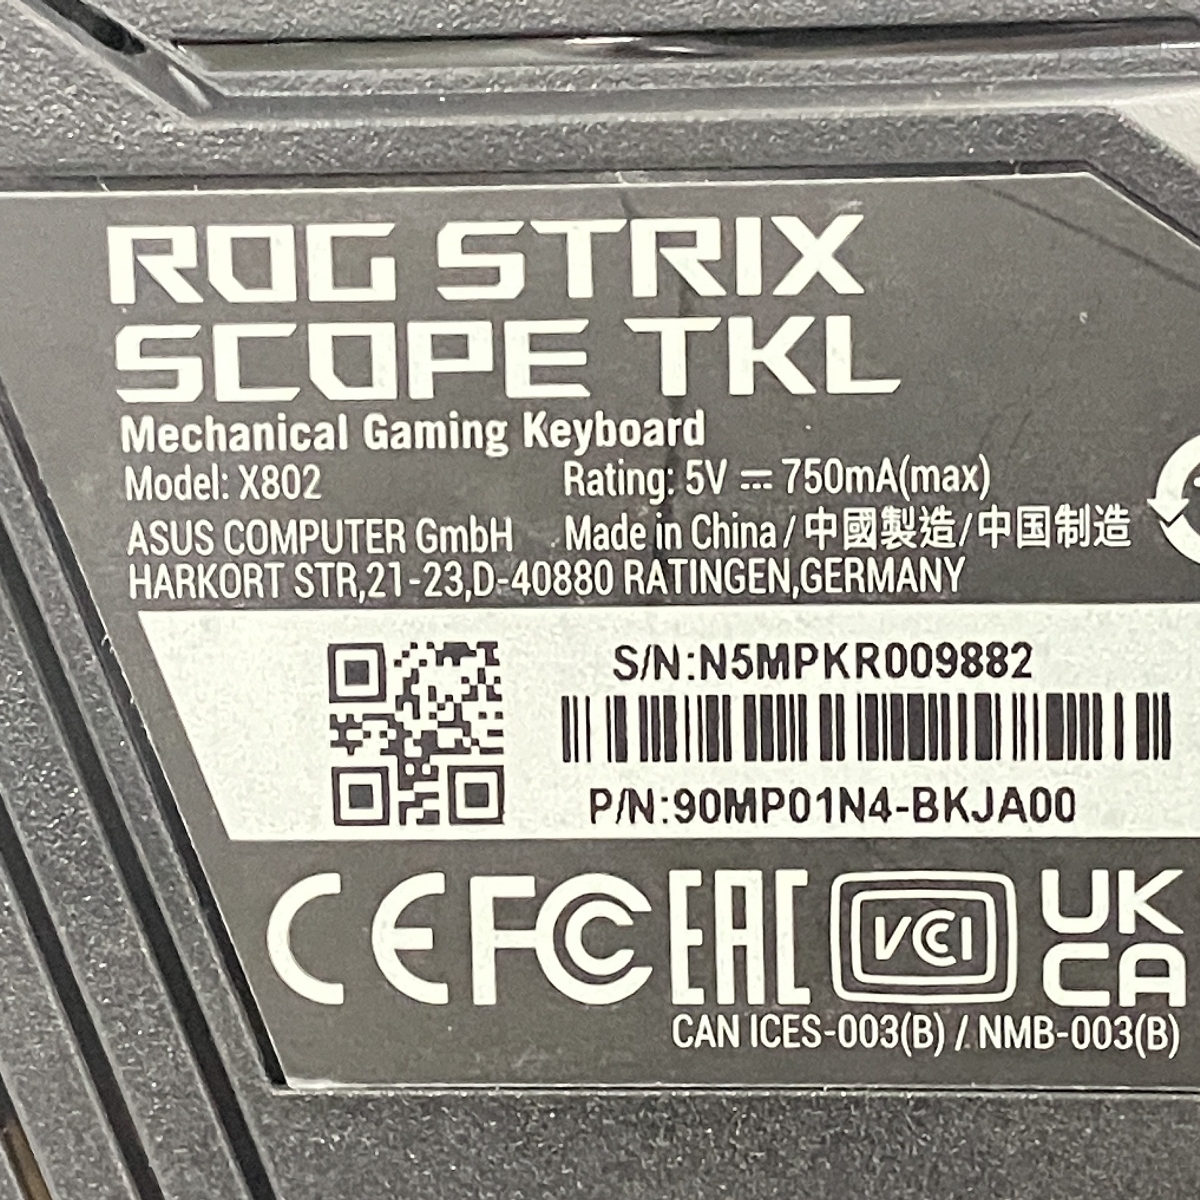 ROG STRIX
SCOPE TKL
Mechanical Gaming Keyboard
Model: X802 Rating: 5V ⎓ 750mA(max)
ASUS COMPUTER GmbH Made in China / 中國製造/中国制造
HARKORT STR,21-23,D-40880 RATINGEN,GERMANY
S/N:N5MPKR009882
P/N:90MP01N4-BKJA00
CE FC EAC VCCI UK
CA
CAN ICES-003(B) / NMB-003(B)